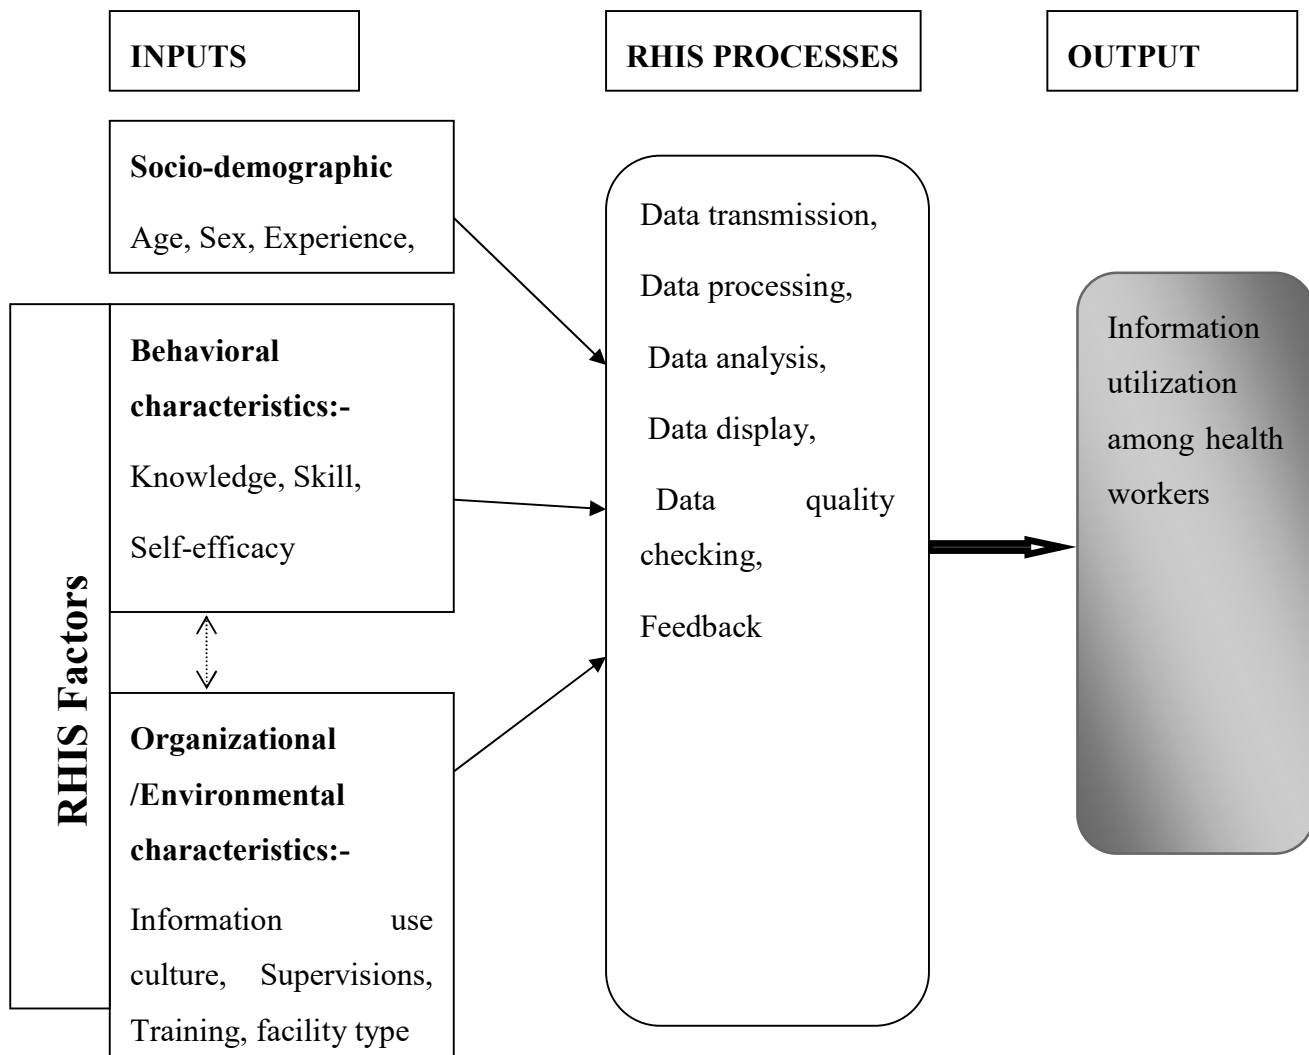 INPUTS
RHIS PROCESSES
OUTPUT
Socio-demographic
Age, Sex, Experience,
RHIS Factors
Behavioral
characteristics:-
Knowledge, Skill,
Self-efficacy
Organizational
/Environmental
characteristics:-
Information use
culture, Supervisions,
Training, facility type
Data transmission,
Data processing,
Data analysis,
Data display,
Data quality
checking,
Feedback
Information
utilization
among health
workers